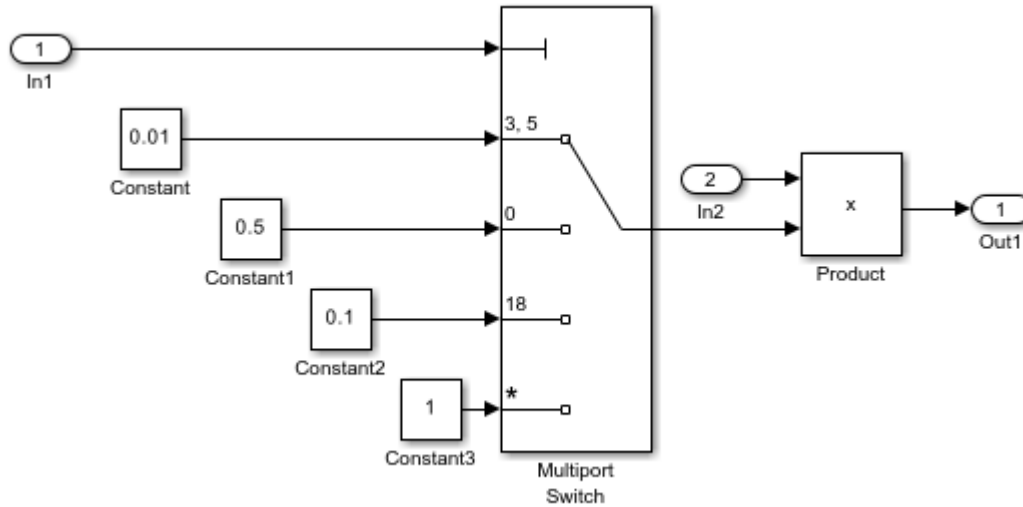 1
In1
0.01
Constant
3, 5
2
In2
x
Product
1
Out1
0.5
Constant1
0
0.1
Constant2
18
1
Constant3
*
Multiport
Switch